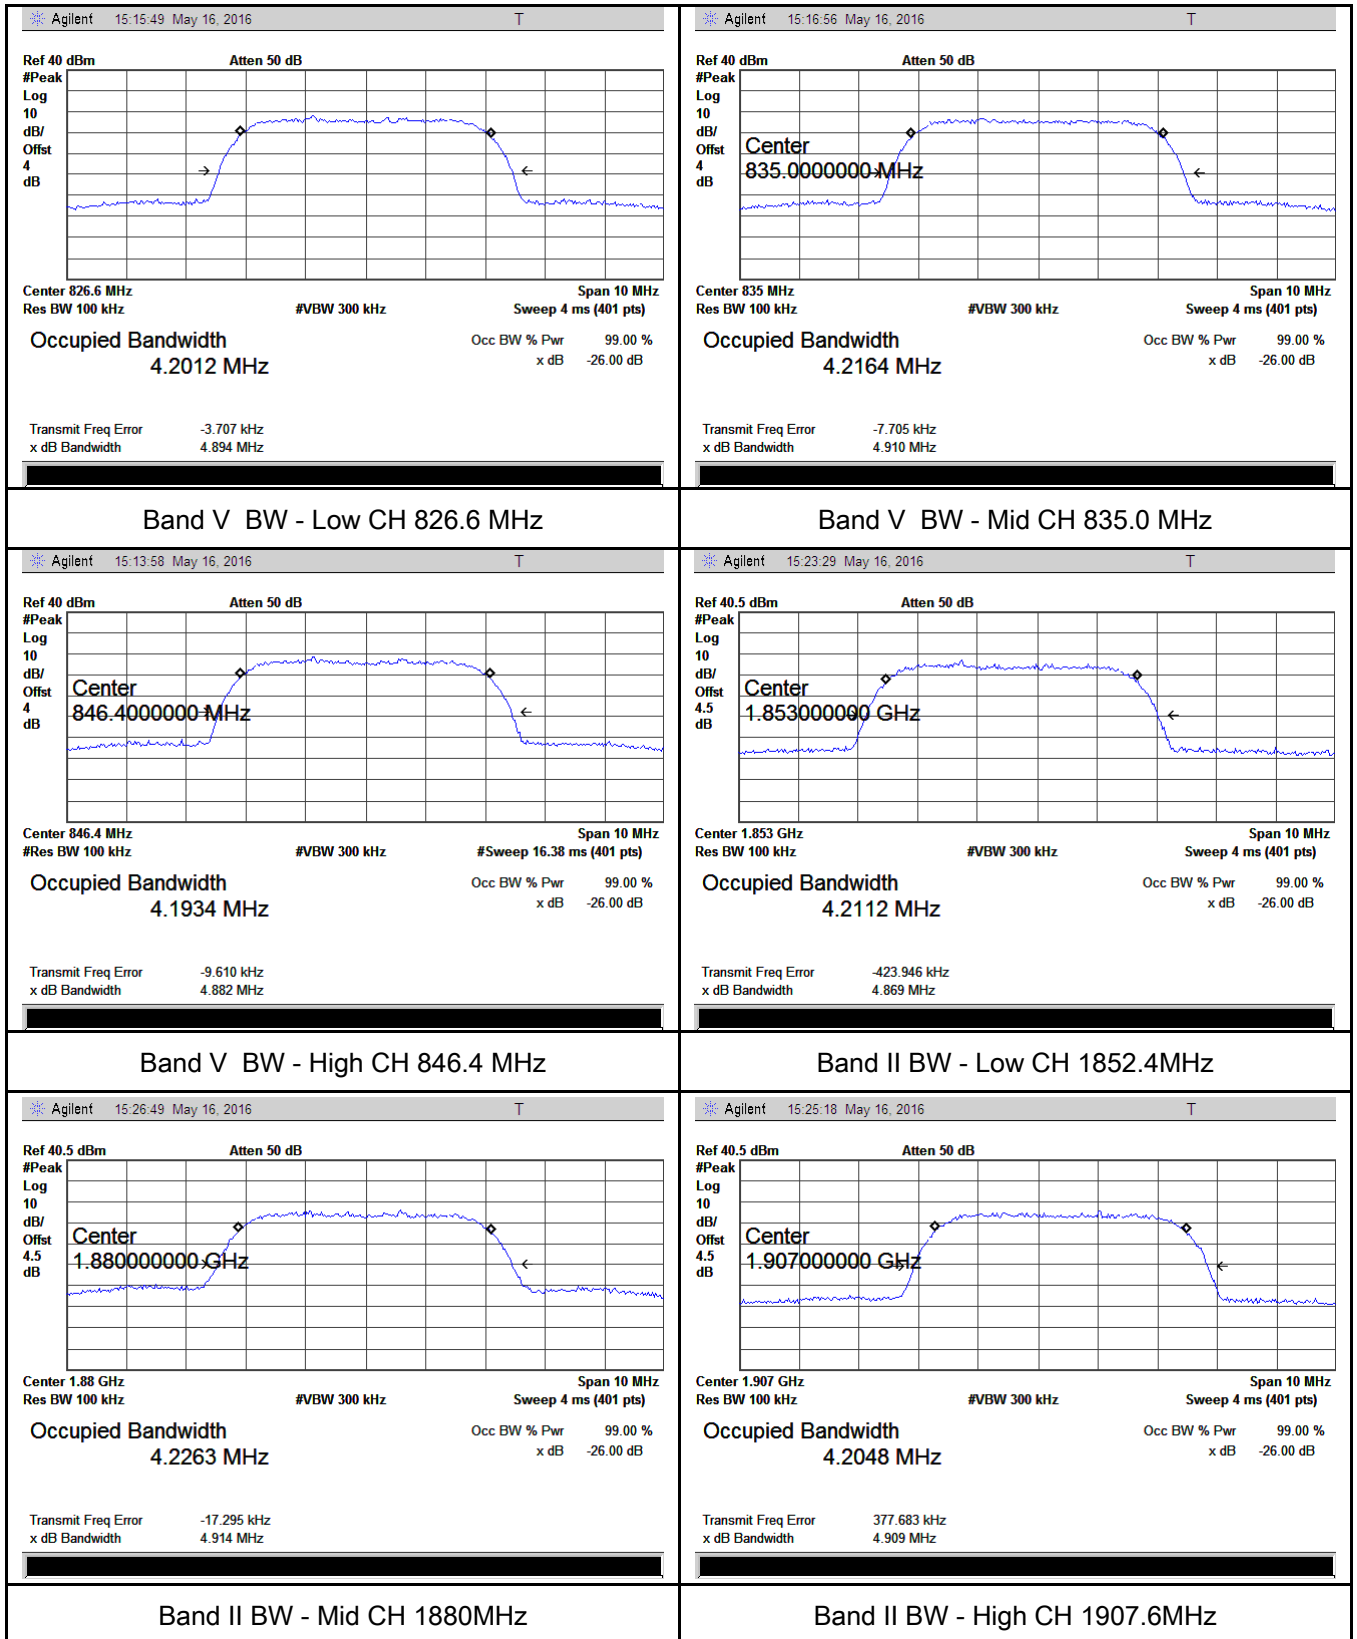 Agilent 15:15:49 May 16, 2016 T
Ref 40 dBm Atten 50 dB
#Peak
Log
10
dB/
Offst
4
dB
Center 826.6 MHz Span 10 MHz
Res BW 100 kHz #VBW 300 kHz Sweep 4 ms (401 pts)
Occupied Bandwidth Occ BW % Pwr 99.00 %
4.2012 MHz x dB -26.00 dB
Transmit Freq Error -3.707 kHz
x dB Bandwidth 4.894 MHz
Band V BW - Low CH 826.6 MHz
Agilent 15:16:56 May 16, 2016 T
Ref 40 dBm Atten 50 dB
#Peak
Log
10
dB/
Offst
4
dB
Center
835.0000000 MHz
Center 835 MHz Span 10 MHz
Res BW 100 kHz #VBW 300 kHz Sweep 4 ms (401 pts)
Occupied Bandwidth Occ BW % Pwr 99.00 %
4.2164 MHz x dB -26.00 dB
Transmit Freq Error -7.705 kHz
x dB Bandwidth 4.910 MHz
Band V BW - Mid CH 835.0 MHz
Agilent 15:13:58 May 16, 2016 T
Ref 40 dBm Atten 50 dB
#Peak
Log
10
dB/
Offst
4
dB
Center
846.4000000 MHz
Center 846.4 MHz Span 10 MHz
#Res BW 100 kHz #VBW 300 kHz #Sweep 16.38 ms (401 pts)
Occupied Bandwidth Occ BW % Pwr 99.00 %
4.1934 MHz x dB -26.00 dB
Transmit Freq Error -9.610 kHz
x dB Bandwidth 4.882 MHz
Band V BW - High CH 846.4 MHz
Agilent 15:23:29 May 16, 2016 T
Ref 40.5 dBm Atten 50 dB
#Peak
Log
10
dB/
Offst
4.5
dB
Center
1.853000000 GHz
Center 1.853 GHz Span 10 MHz
Res BW 100 kHz #VBW 300 kHz Sweep 4 ms (401 pts)
Occupied Bandwidth Occ BW % Pwr 99.00 %
4.2112 MHz x dB -26.00 dB
Transmit Freq Error -423.946 kHz
x dB Bandwidth 4.869 MHz
Band II BW - Low CH 1852.4MHz
Agilent 15:26:49 May 16, 2016 T
Ref 40.5 dBm Atten 50 dB
#Peak
Log
10
dB/
Offst
4.5
dB
Center
1.880000000 GHz
Center 1.88 GHz Span 10 MHz
Res BW 100 kHz #VBW 300 kHz Sweep 4 ms (401 pts)
Occupied Bandwidth Occ BW % Pwr 99.00 %
4.2263 MHz x dB -26.00 dB
Transmit Freq Error -17.295 kHz
x dB Bandwidth 4.914 MHz
Band II BW - Mid CH 1880MHz
Agilent 15:25:18 May 16, 2016 T
Ref 40.5 dBm Atten 50 dB
#Peak
Log
10
dB/
Offst
4.5
dB
Center
1.907000000 GHz
Center 1.907 GHz Span 10 MHz
Res BW 100 kHz #VBW 300 kHz Sweep 4 ms (401 pts)
Occupied Bandwidth Occ BW % Pwr 99.00 %
4.2048 MHz x dB -26.00 dB
Transmit Freq Error 377.683 kHz
x dB Bandwidth 4.909 MHz
Band II BW - High CH 1907.6MHz